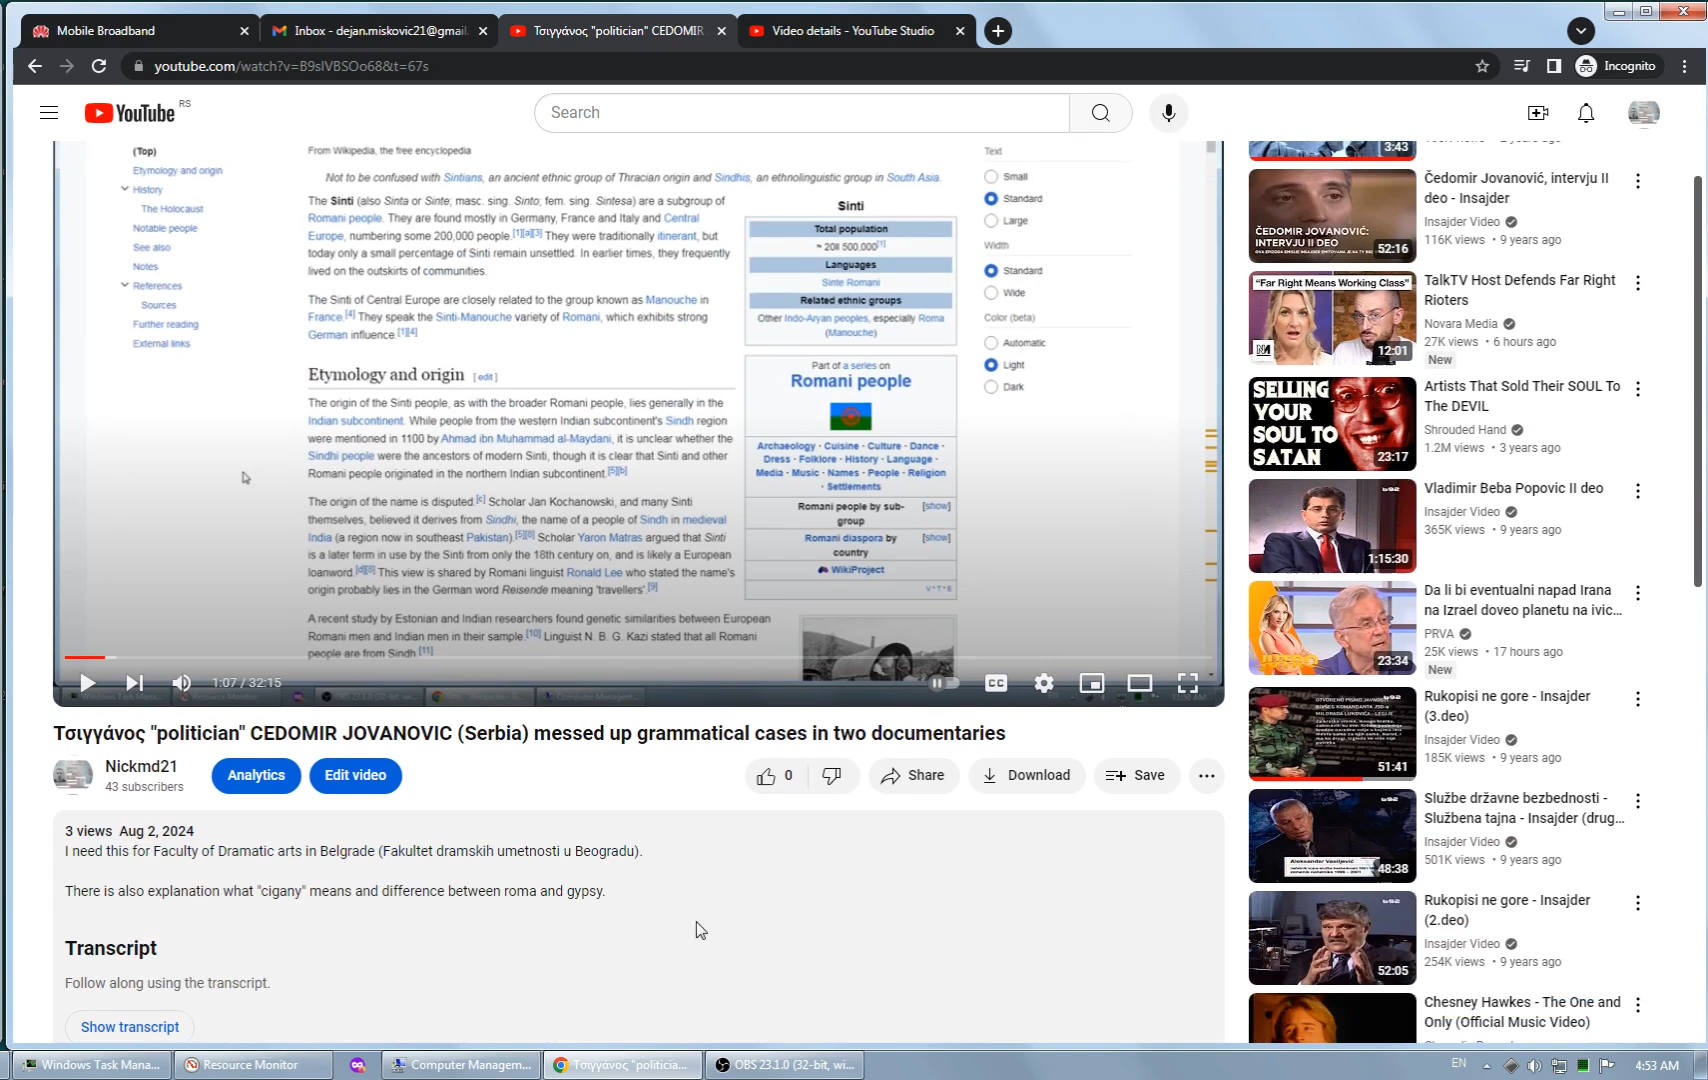 Mobile Broadband
Inbox - dejan.miskovic21@gmail.
Τσιγγάνος "politician" CEDOMIR
Video details - YouTube Studio
youtube.com/watch?v=B9slVBSOo68&t=67s
Incognito
YouTube RS
Search
(Top)
Etymology and origin
History
The Holocaust
Notable people
See also
Notes
References
Sources
Further reading
External links
From Wikipedia, the free encyclopedia
Not to be confused with Sintians, an ancient ethnic group of Thracian origin and Sindhis, an ethnolinguistic group in South Asia.
The Sinti (also Sinta or Sinte; masc. sing. Sinto; fem. sing. Sintesa) are a subgroup of
Romani people. They are found mostly in Germany, France and Italy and Central
Europe, numbering some 200,000 people.[1][a][3] They were traditionally itinerant, but
today only a small percentage of Sinti remain unsettled. In earlier times, they frequently
lived on the outskirts of communities.
The Sinti of Central Europe are closely related to the group known as Manouche in
France.[4] They speak the Sinti-Manouche variety of Romani, which exhibits strong
German influence.[1][4]
Etymology and origin [ edit ]
The origin of the Sinti people, as with the broader Romani people, lies generally in the
Indian subcontinent. While people from the western Indian subcontinent's Sindh region
were mentioned in 1100 by Ahmad ibn Muhammad al-Maydani, it is unclear whether the
Sindhi people were the ancestors of modern Sinti, though it is clear that Sinti and other
Romani people originated in the northern Indian subcontinent.[5][b]
The origin of the name is disputed.[c] Scholar Jan Kochanowski, and many Sinti
themselves, believed it derives from Sindhi, the name of a people of Sindh in medieval
India (a region now in southeast Pakistan).[5][8] Scholar Yaron Matras argued that Sinti
is a later term in use by the Sinti from only the 18th century on, and is likely a European
loanword.[d][8] This view is shared by Romani linguist Ronald Lee who stated the name's
origin probably lies in the German word Reisende meaning 'travellers'.[9]
A recent study by Estonian and Indian researchers found genetic similarities between European
Romani men and Indian men in their sample.[10] Linguist N. B. G. Kazi stated that all Romani
people are from Sindh.[11]
Sinti
Total population
Languages
Sinte Romani
Related ethnic groups
Other Indo-Aryan peoples, especially Roma
(Manouche)
Part of a series on
Romani people
Archaeology · Cuisine · Culture · Dance ·
Dress · Folklore · History · Language ·
Media · Music · Names · People · Religion
· Settlements
Romani people by sub-group [show]
Romani diaspora by country [show]
WikiProject
V·T·E
Text
Small
Standard
Large
Width
Standard
Wide
Color (beta)
Automatic
Light
Dark
1:07 / 32:15
CC
Τσιγγάνος "politician" CEDOMIR JOVANOVIC (Serbia) messed up grammatical cases in two documentaries
Nickmd21
43 subscribers
Analytics
Edit video
0
Share
Download
Save
3 views Aug 2, 2024
I need this for Faculty of Dramatic arts in Belgrade (Fakultet dramskih umetnosti u Beogradu).
There is also explanation what "cigany" means and difference between roma and gypsy.
Transcript
Follow along using the transcript.
Show transcript
3:43
ČEDOMIR JOVANOVIĆ:
INTERVJU II DEO
52:16
Čedomir Jovanović, intervju II
deo - Insajder
Insajder Video
116K views • 9 years ago
"Far Right Means Working Class"
12:01
TalkTV Host Defends Far Right
Rioters
Novara Media
27K views • 6 hours ago
New
SELLING
YOUR
SOUL TO
SATAN
23:17
Artists That Sold Their SOUL To
The DEVIL
Shrouded Hand
1.2M views • 3 years ago
1:15:30
Vladimir Beba Popovic II deo
Insajder Video
365K views • 9 years ago
23:34
Da li bi eventualni napad Irana
na Izrael doveo planetu na ivic...
PRVA
25K views • 17 hours ago
New
51:41
Rukopisi ne gore - Insajder
(3.deo)
Insajder Video
185K views • 9 years ago
Aleksandar Vasiljević
48:38
Službe državne bezbednosti -
Službena tajna - Insajder (drug...
Insajder Video
501K views • 9 years ago
52:05
Rukopisi ne gore - Insajder
(2.deo)
Insajder Video
254K views • 9 years ago
Chesney Hawkes - The One and
Only (Official Music Video)
Windows Task Mana...
Resource Monitor
Computer Managem...
Τσιγγάνος "politicia...
OBS 23.1.0 (32-bit, wi...
EN
4:53 AM